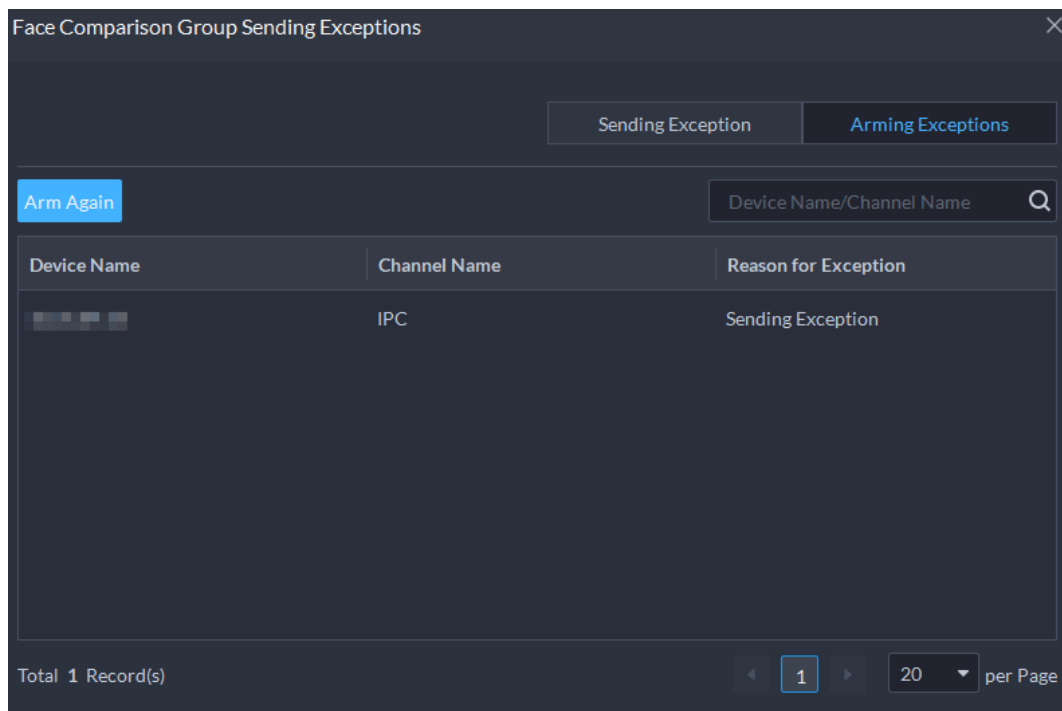 Face Comparison Group Sending Exceptions
Sending Exception Arming Exceptions
Arm Again Device Name/Channel Name
Device Name Channel Name Reason for Exception
IPC Sending Exception
Total 1 Record(s) 1 20 per Page